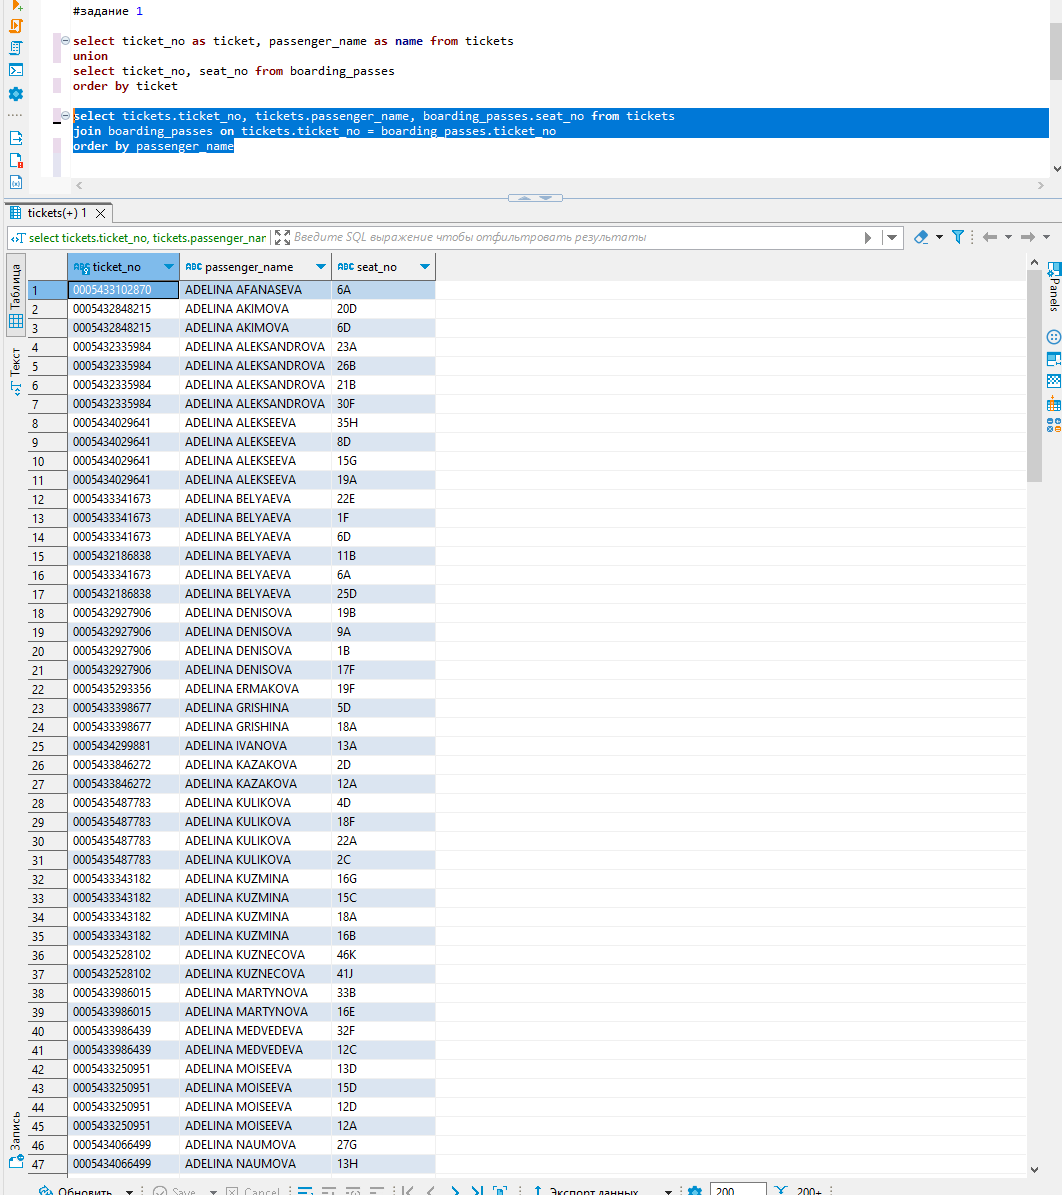 #задание 1
select ticket_no as ticket, passenger_name as name from tickets
union
select ticket_no, seat_no from boarding_passes
order by ticket
select tickets.ticket_no, tickets.passenger_name, boarding_passes.seat_no from tickets
join boarding_passes on tickets.ticket_no = boarding_passes.ticket_no
order by passenger_name
tickets(+) 1
select tickets.ticket_no, tickets.passenger_nar
Введите SQL выражение чтобы отфильтровать результаты
Таблица
Текст
Запись
Panels
ticket_no passenger_name seat_no
1 0005433102870 ADELINA AFANASEVA 6A
2 0005432848215 ADELINA AKIMOVA 20D
3 0005432848215 ADELINA AKIMOVA 6D
4 0005432335984 ADELINA ALEKSANDROVA 23A
5 0005432335984 ADELINA ALEKSANDROVA 26B
6 0005432335984 ADELINA ALEKSANDROVA 21B
7 0005432335984 ADELINA ALEKSANDROVA 30F
8 0005434029641 ADELINA ALEKSEEVA 35H
9 0005434029641 ADELINA ALEKSEEVA 8D
10 0005434029641 ADELINA ALEKSEEVA 15G
11 0005434029641 ADELINA ALEKSEEVA 19A
12 0005433341673 ADELINA BELYAEVA 22E
13 0005433341673 ADELINA BELYAEVA 1F
14 0005433341673 ADELINA BELYAEVA 6D
15 0005432186838 ADELINA BELYAEVA 11B
16 0005433341673 ADELINA BELYAEVA 6A
17 0005432186838 ADELINA BELYAEVA 25D
18 0005432927906 ADELINA DENISOVA 19B
19 0005432927906 ADELINA DENISOVA 9A
20 0005432927906 ADELINA DENISOVA 1B
21 0005432927906 ADELINA DENISOVA 17F
22 0005435293356 ADELINA ERMAKOVA 19F
23 0005433398677 ADELINA GRISHINA 5D
24 0005433398677 ADELINA GRISHINA 18A
25 0005434299881 ADELINA IVANOVA 13A
26 0005433846272 ADELINA KAZAKOVA 2D
27 0005433846272 ADELINA KAZAKOVA 12A
28 0005435487783 ADELINA KULIKOVA 4D
29 0005435487783 ADELINA KULIKOVA 18F
30 0005435487783 ADELINA KULIKOVA 22A
31 0005435487783 ADELINA KULIKOVA 2C
32 0005433343182 ADELINA KUZMINA 16G
33 0005433343182 ADELINA KUZMINA 15C
34 0005433343182 ADELINA KUZMINA 18A
35 0005433343182 ADELINA KUZMINA 16B
36 0005432528102 ADELINA KUZNECOVA 46K
37 0005432528102 ADELINA KUZNECOVA 41J
38 0005433986015 ADELINA MARTYNOVA 33B
39 0005433986015 ADELINA MARTYNOVA 16E
40 0005433986439 ADELINA MEDVEDEVA 32F
41 0005433986439 ADELINA MEDVEDEVA 12C
42 0005433250951 ADELINA MOISEEVA 13D
43 0005433250951 ADELINA MOISEEVA 15D
44 0005433250951 ADELINA MOISEEVA 12D
45 0005433250951 ADELINA MOISEEVA 12A
46 0005434066499 ADELINA NAUMOVA 27G
47 0005434066499 ADELINA NAUMOVA 13H
Обновить Save Cancel Экспорт данных 200 200+